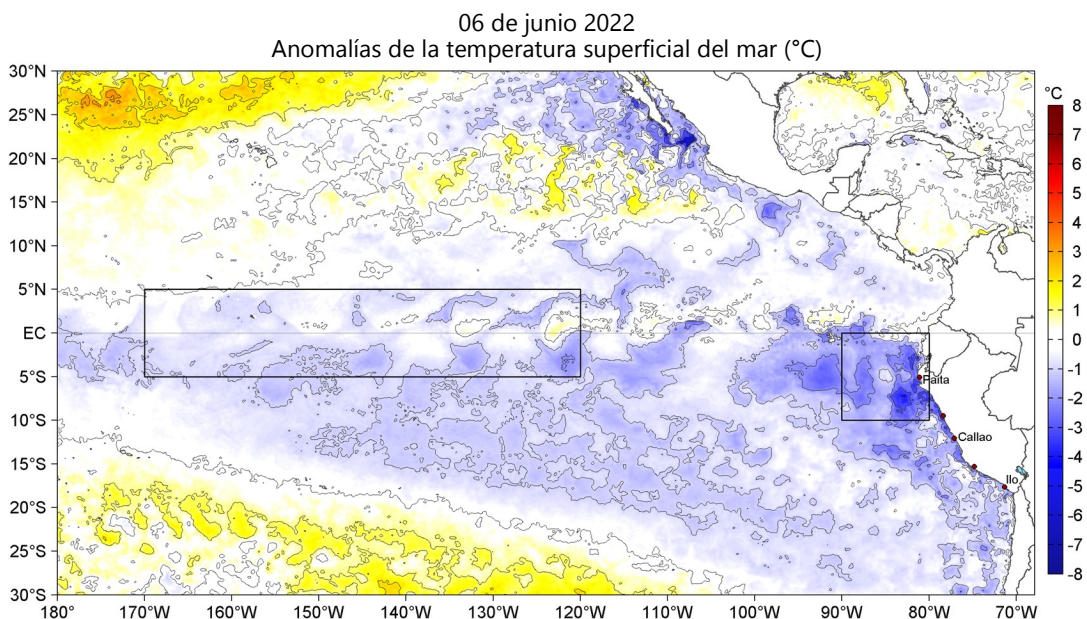 06 de junio 2022
Anomalías de la temperatura superficial del mar (°C)
30°N
25°N
20°N
15°N
10°N
5°N
EC
5°S
10°S
15°S
20°S
25°S
30°S
180
170°W
160°W
150°W
140°W
130°W
120°W
110°W
100°W
90°W
80°W
70°W
Paita
Callao
Ilo
°C
8
7
6
5
4
3
2
1
0
-1
-2
-3
-4
-5
-6
-7
-8